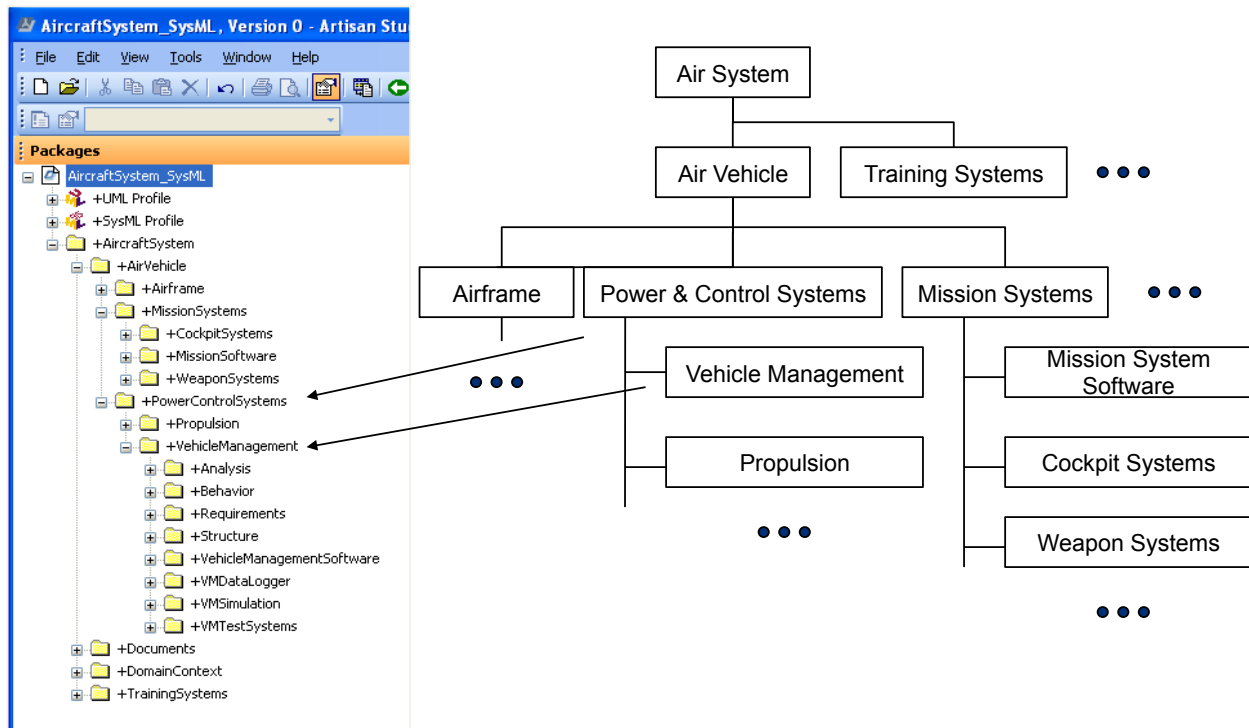 AircraftSystem_SysML, Version 0 - Artisan Stu
File Edit View Tools Window Help
Packages
AircraftSystem_SysML
+UML Profile
+SysML Profile
+AircraftSystem
+AirVehicle
+Airframe
+MissionSystems
+CockpitSystems
+MissionSoftware
+WeaponSystems
+PowerControlSystems
+Propulsion
+VehicleManagement
+Analysis
+Behavior
+Requirements
+Structure
+VehicleManagementSoftware
+VMDataLogger
+VMSimulation
+VMTestSystems
+Documents
+DomainContext
+TrainingSystems
Air System
Air Vehicle
Training Systems
Airframe
Power & Control Systems
Mission Systems
Vehicle Management
Propulsion
Mission System
Software
Cockpit Systems
Weapon Systems